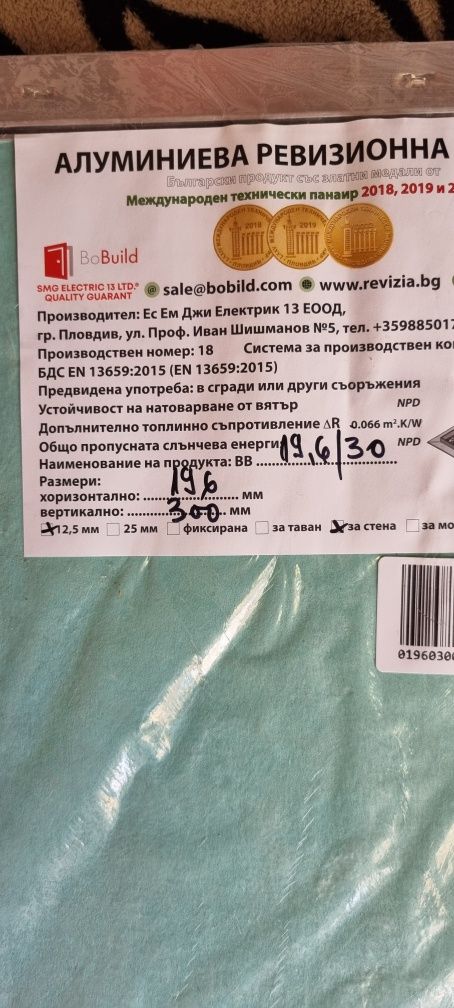 АЛУМИНИЕВА РЕВИЗИОННА
Български продукт със златни медали от
Международен технически панаир 2018, 2019 и 2
2018
2019
BoBuild
SMG ELECTRIC 13 LTD.®
QUALITY GUARANT
@ sale@bobild.com www.revizia.bg
Производител: Ес Ем Джи Електрик 13 ЕООД,
гр. Пловдив, ул. Проф. Иван Шишманов №5, тел. +35988501
Производствен номер: 18 Система за производствен ко
БДС EN 13659:2015 (EN 13659:2015)
Предвидена употреба: в сгради или други съоръжения
Устойчивост на натоварване от вятър NPD
Допълнително топлинно съпротивление ΔR 0.066 m².K/W
Общо пропусната слънчева енерги NPD
Наименование на продукта: ВВ 19,6/30
Размери:
хоризонтално: 196 мм
вертикално: 300 мм
12,5 мм 25 мм фиксирана за таван за стена за мо
0196030